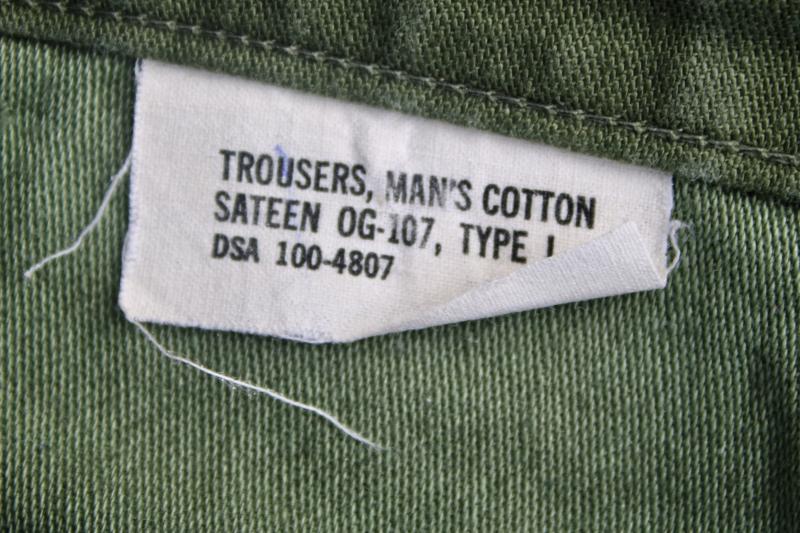 TROUSERS, MAN'S COTTON
SATEEN OG-107, TYPE I
DSA 100-4807